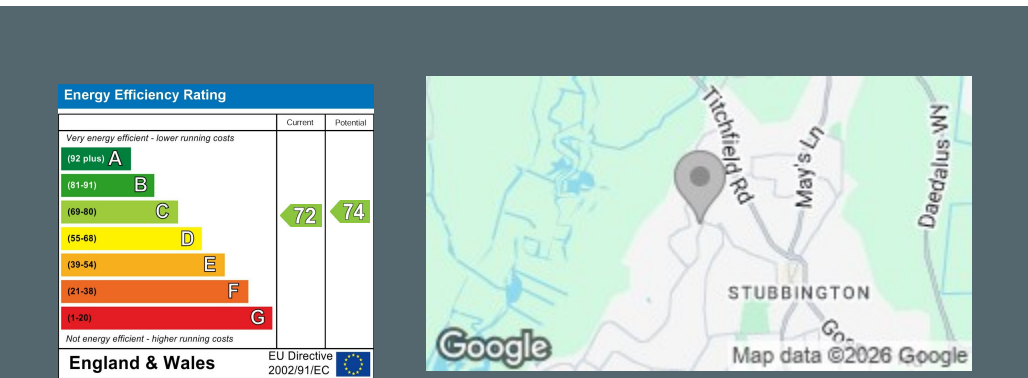 Energy Efficiency Rating
Current Potential
Very energy efficient - lower running costs
(92 plus) A
(81-91) B
(69-80) C
72 74
(55-68) D
(39-54) E
(21-38) F
(1-20) G
Not energy efficient - higher running costs
England & Wales
EU Directive
2002/91/EC
Titchfield Rd
May's Ln
Daedalus Wy
STUBBINGTON
Google
Map data ©2026 Google